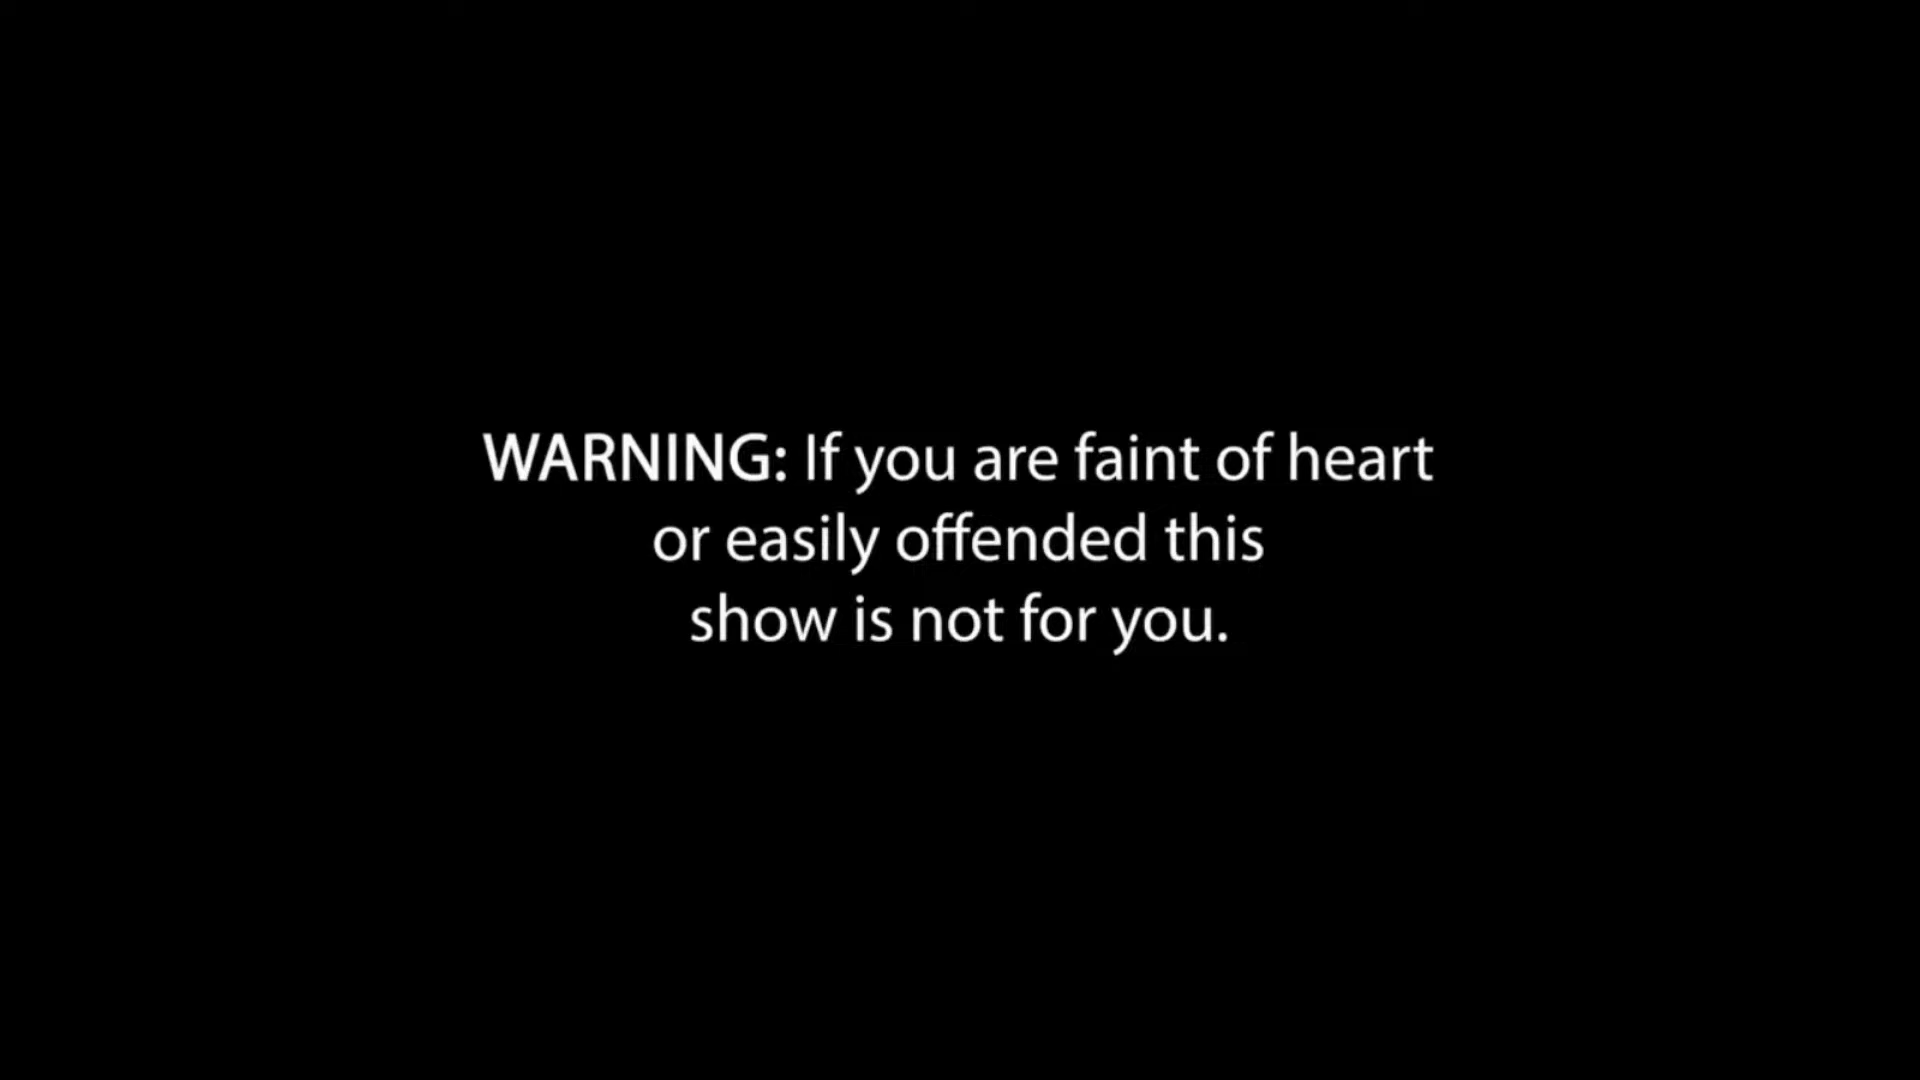 WARNING: If you are faint of heart
or easily offended this
show is not for you.